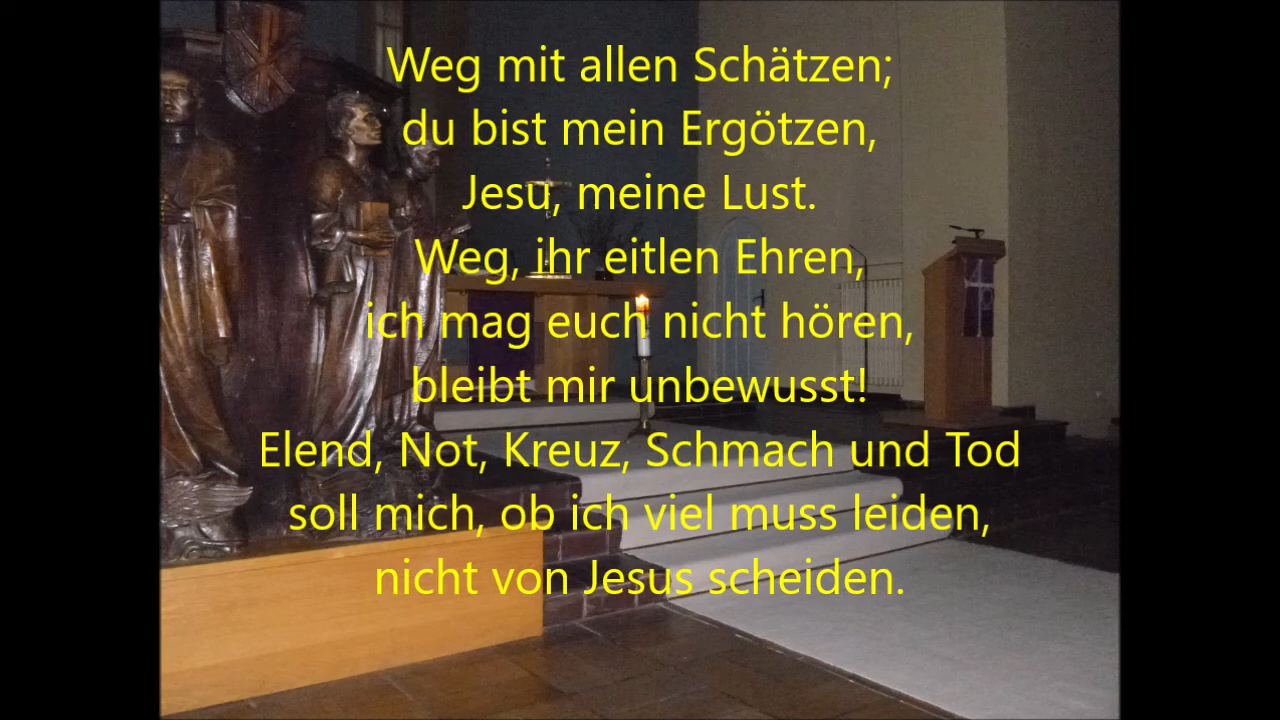 Weg mit allen Schätzen;
du bist mein Ergötzen,
Jesu, meine Lust.
Weg, ihr eitlen Ehren,
ich mag euch nicht hören,
bleibt mir unbewusst!
Elend, Not, Kreuz, Schmach und Tod
soll mich, ob ich viel muss leiden,
nicht von Jesus scheiden.